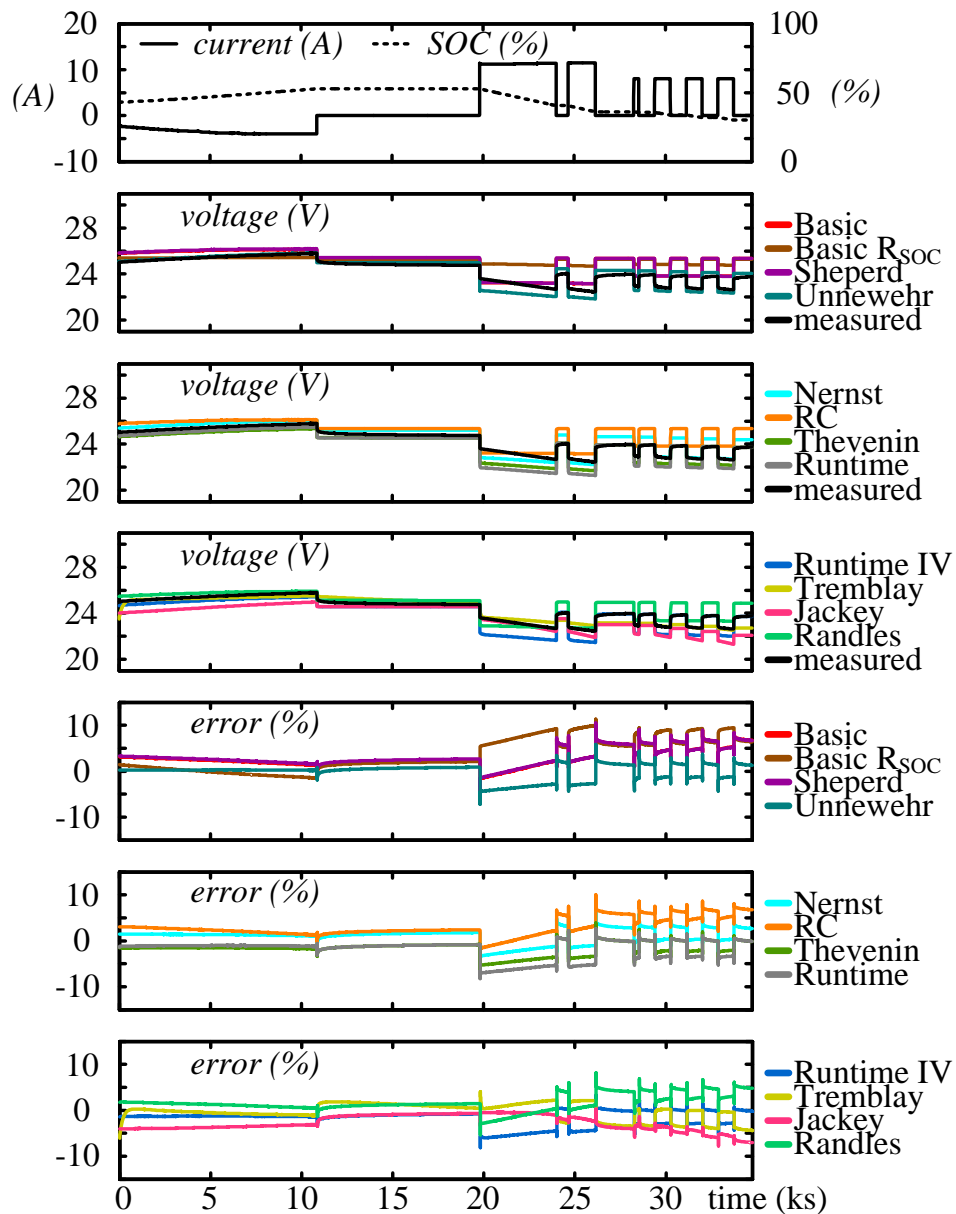 20
10
0
-10
(A)
current (A)
SOC (%)
100
50
0
(%)
voltage (V)
28
24
20
Basic
Basic RSOC
Sheperd
Unnewehr
measured
voltage (V)
28
24
20
Nernst
RC
Thevenin
Runtime
measured
voltage (V)
28
24
20
Runtime IV
Tremblay
Jackey
Randles
measured
error (%)
10
0
-10
Basic
Basic RSOC
Sheperd
Unnewehr
error (%)
10
0
-10
Nernst
RC
Thevenin
Runtime
error (%)
10
0
-10
Runtime IV
Tremblay
Jackey
Randles
0 5 10 15 20 25 30 time (ks)